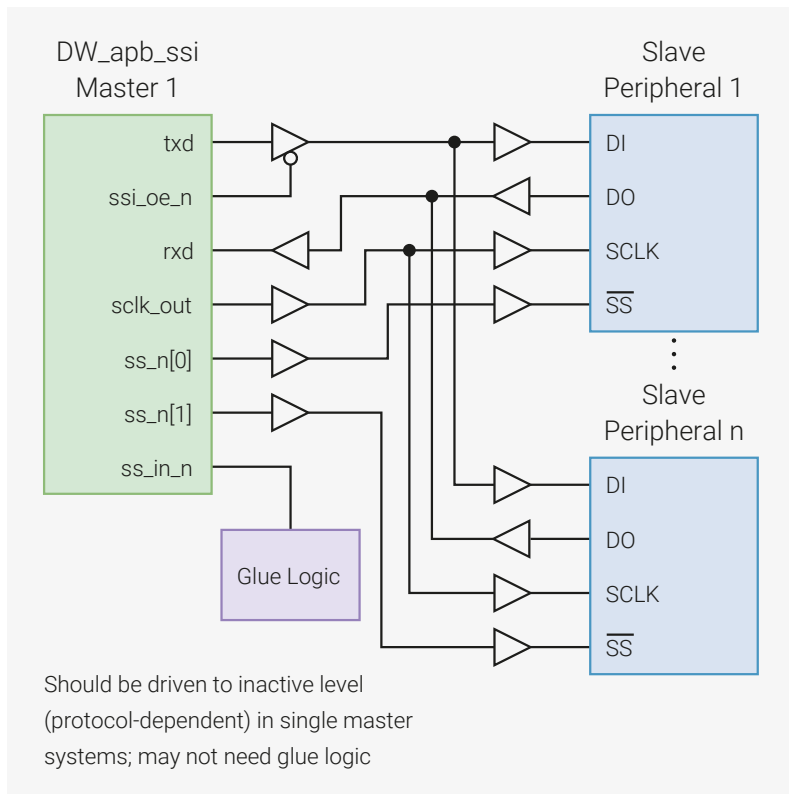 DW_apb_ssi
Master 1
txd
ssi_oe_n
rxd
sclk_out
ss_n[0]
ss_n[1]
ss_in_n
Glue Logic
Slave
Peripheral 1
DI
DO
SCLK
S̅S̅
Slave
Peripheral n
DI
DO
SCLK
S̅S̅
Should be driven to inactive level
(protocol-dependent) in single master
systems; may not need glue logic